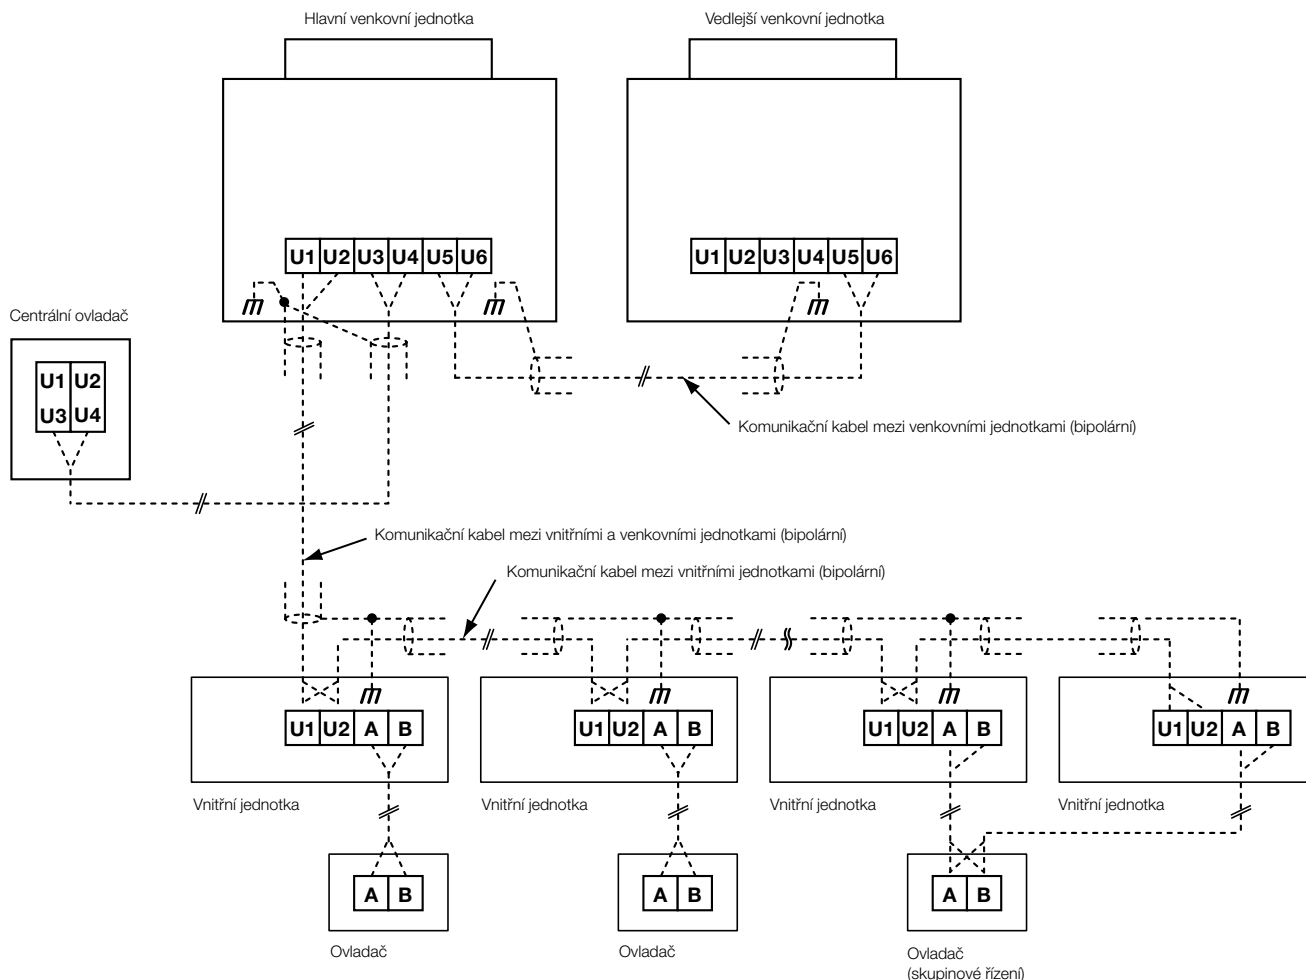 Hlavní venkovní jednotka
Vedlejší venkovní jednotka
U1 U2 U3 U4 U5 U6
U1 U2 U3 U4 U5 U6
Centrální ovladač
U1 U2
U3 U4
Komunikační kabel mezi venkovními jednotkami (bipolární)
Komunikační kabel mezi vnitřními a venkovními jednotkami (bipolární)
Komunikační kabel mezi vnitřními jednotkami (bipolární)
U1 U2 A B
U1 U2 A B
U1 U2 A B
U1 U2 A B
Vnitřní jednotka
Vnitřní jednotka
Vnitřní jednotka
Vnitřní jednotka
A B
A B
A B
Ovladač
Ovladač
Ovladač
(skupinové řízení)